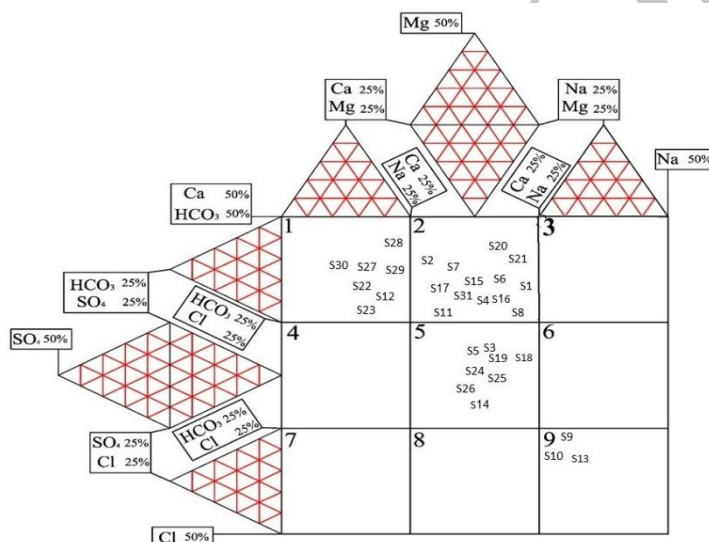 Mg 50%
Ca 25%
Mg 25%
Na 25%
Mg 25%
Ca 25%
Na 25%
Ca 25%
Na 25%
Na 50%
Ca 50%
HCO₃ 50%
1
2
3
S28
S20
S30
S27
S29
S2
S7
S21
S22
S12
S15
S6
S17
S31
S4
S16
S1
S23
S11
S8
HCO₃ 25%
SO₄ 25%
HCO₃ 25%
Cl 25%
SO₄ 50%
4
5
6
S5
S3
S19
S18
S24
S25
S26
S14
HCO₃ 25%
Cl 25%
SO₄ 25%
Cl 25%
7
8
9
S9
S10
S13
Cl 50%